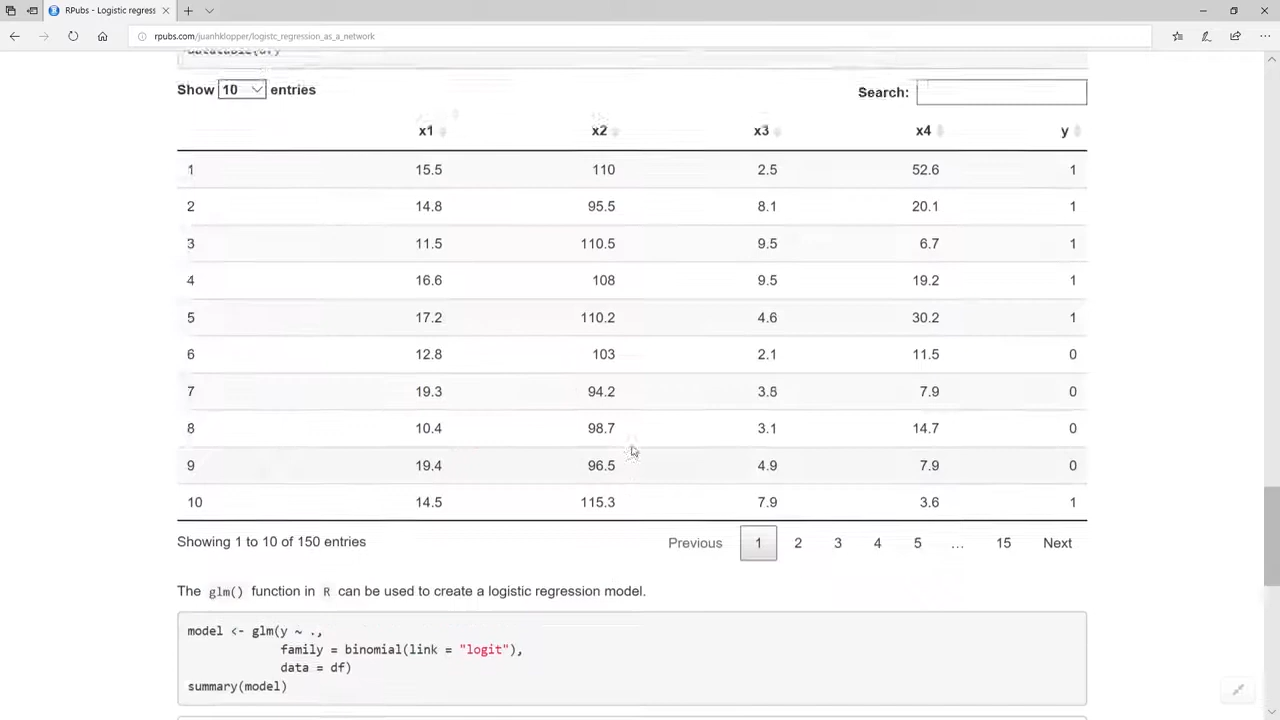 RPubs - Logistic regress
rpubs.com/juanhklopper/logistc_regression_as_a_network
datatable(df)
Show 10 entries
Search:
x1 x2 x3 x4 y
1 15.5 110 2.5 52.6 1
2 14.8 95.5 8.1 20.1 1
3 11.5 110.5 9.5 6.7 1
4 16.6 108 9.5 19.2 1
5 17.2 110.2 4.6 30.2 1
6 12.8 103 2.1 11.5 0
7 19.3 94.2 3.5 7.9 0
8 10.4 98.7 3.1 14.7 0
9 19.4 96.5 4.9 7.9 0
10 14.5 115.3 7.9 3.6 1
Showing 1 to 10 of 150 entries
Previous 1 2 3 4 5 … 15 Next
The glm() function in R can be used to create a logistic regression model.
model <- glm(y ~ .,
family = binomial(link = "logit"),
data = df)
summary(model)